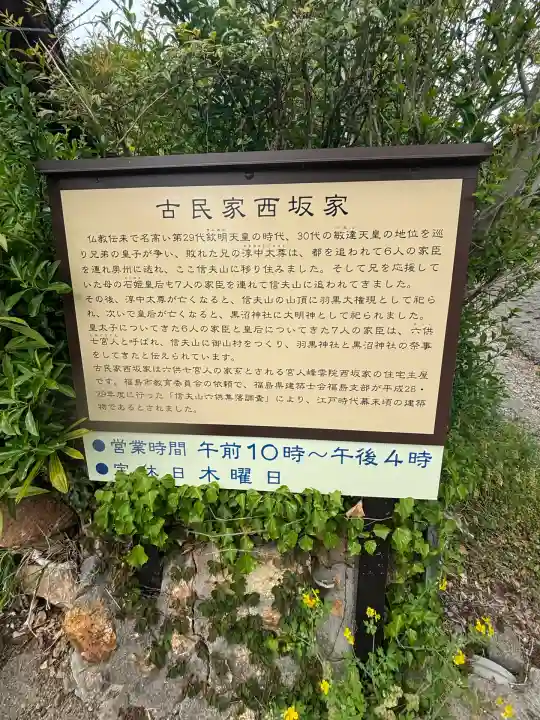 古民家西坂家
仏教伝来で名高い第29代欽明天皇の時代、30代の敏達天皇の地位を巡
り兄弟の皇子が争い、敗れた兄の淳中太尊は、都を追われて6人の家臣
を連れ奥州に逃れ、ここ信夫山に移り住みました。そして兄を応援して
いた母の石姫皇后も7人の家臣を連れて信夫山に追われてきました。
その後、淳中太尊が亡くなると、信夫山の山頂に羽黒大権現として祀ら
れ、次いで皇后が亡くなると、黒沼神社に大明神として祀られました。
皇太子についてきた6人の家臣と皇后についてきた7人の家臣は、六供
七宮人と呼ばれ、信夫山に御山村をつくり、羽黒神社と黒沼神社の祭事
をしてきたと伝えられています。
古民家西坂家は六供七宮人の家玄とされる宮人峰雲院西坂家の住宅主屋
です。福島市教育委員会の依頼で、福島県建築士会福島支部が平成28・
29年度に行った「信夫山六供集落調査」により、江戸時代幕末頃の建築
物であるとされました。
●営業時間 午前10時～午後4時
●定休日木曜日